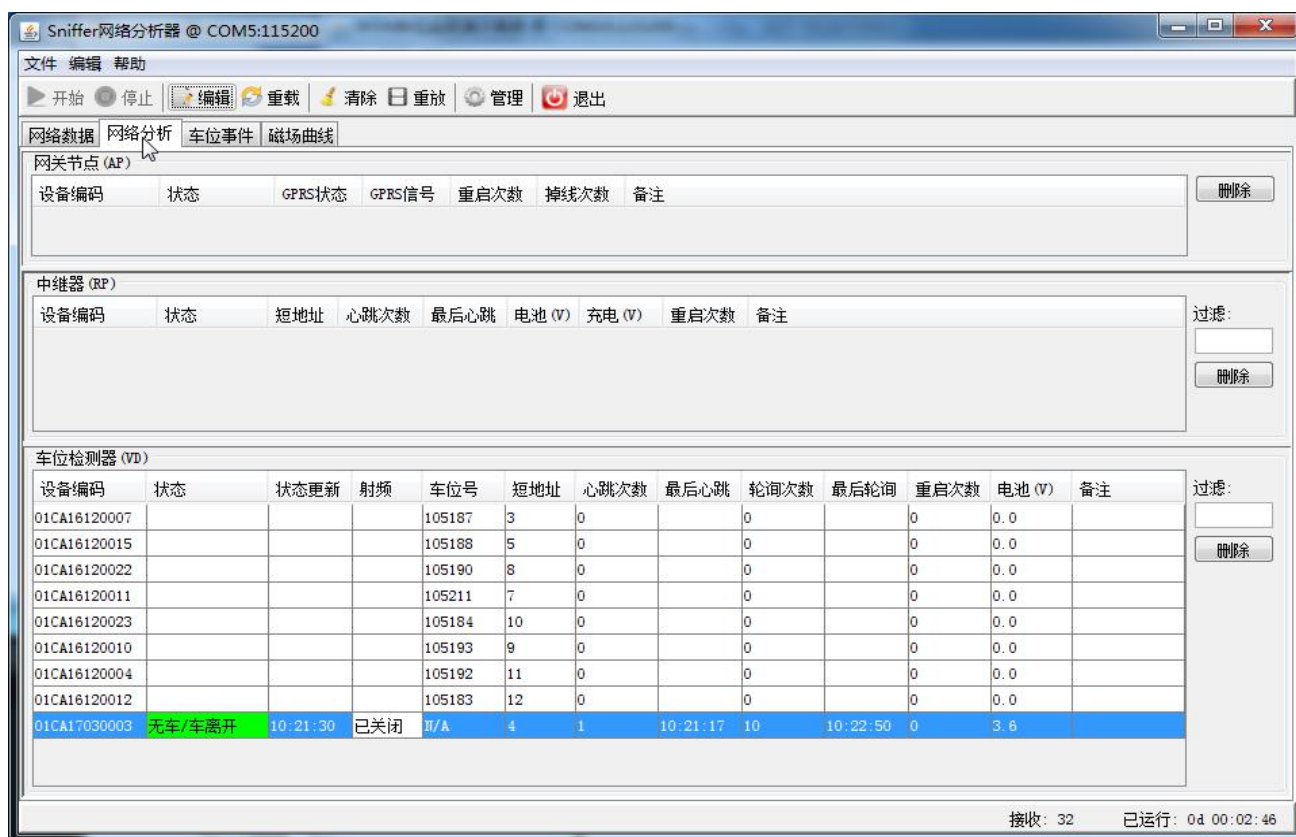 Sniffer网络分析器 @ COM5:115200
文件 编辑 帮助
开始 停止 编辑 重载 清除 重放 管理 退出
网络数据 网络分析 车位事件 磁场曲线
网关节点(AP)
设备编码 状态 GPRS状态 GPRS信号 重启次数 掉线次数 备注 删除
中继器(RP)
设备编码 状态 短地址 心跳次数 最后心跳 电池(V) 充电(V) 重启次数 备注 过滤:
删除
车位检测器(VD)
设备编码 状态 状态更新 射频 车位号 短地址 心跳次数 最后心跳 轮询次数 最后轮询 重启次数 电池(V) 备注 过滤:
01CA16120007 105187 3 0 0 0 0.0
01CA16120015 105188 5 0 0 0 0.0 删除
01CA16120022 105190 8 0 0 0 0.0
01CA16120011 105211 7 0 0 0 0.0
01CA16120023 105184 10 0 0 0 0.0
01CA16120010 105193 9 0 0 0 0.0
01CA16120004 105192 11 0 0 0 0.0
01CA16120012 105183 12 0 0 0 0.0
01CA17030003 无车/车离开 10:21:30 已关闭 N/A 4 1 10:21:17 10 10:22:50 0 3.6
接收: 32 已运行: 0d 00:02:46